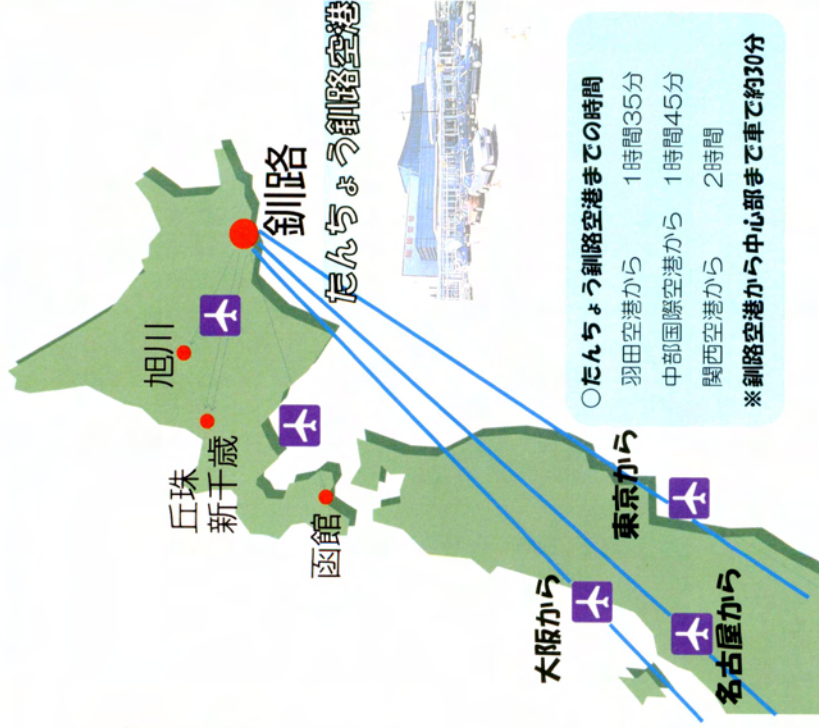 旭川
丘珠
新千歳
函館
釧路
たんちょう釧路空港
大阪から
名古屋から
東京から
○たんちょう釧路空港までの時間
羽田空港から 1時間35分
中部国際空港から 1時間45分
関西空港から 2時間
※釧路空港から中心部まで車で約30分